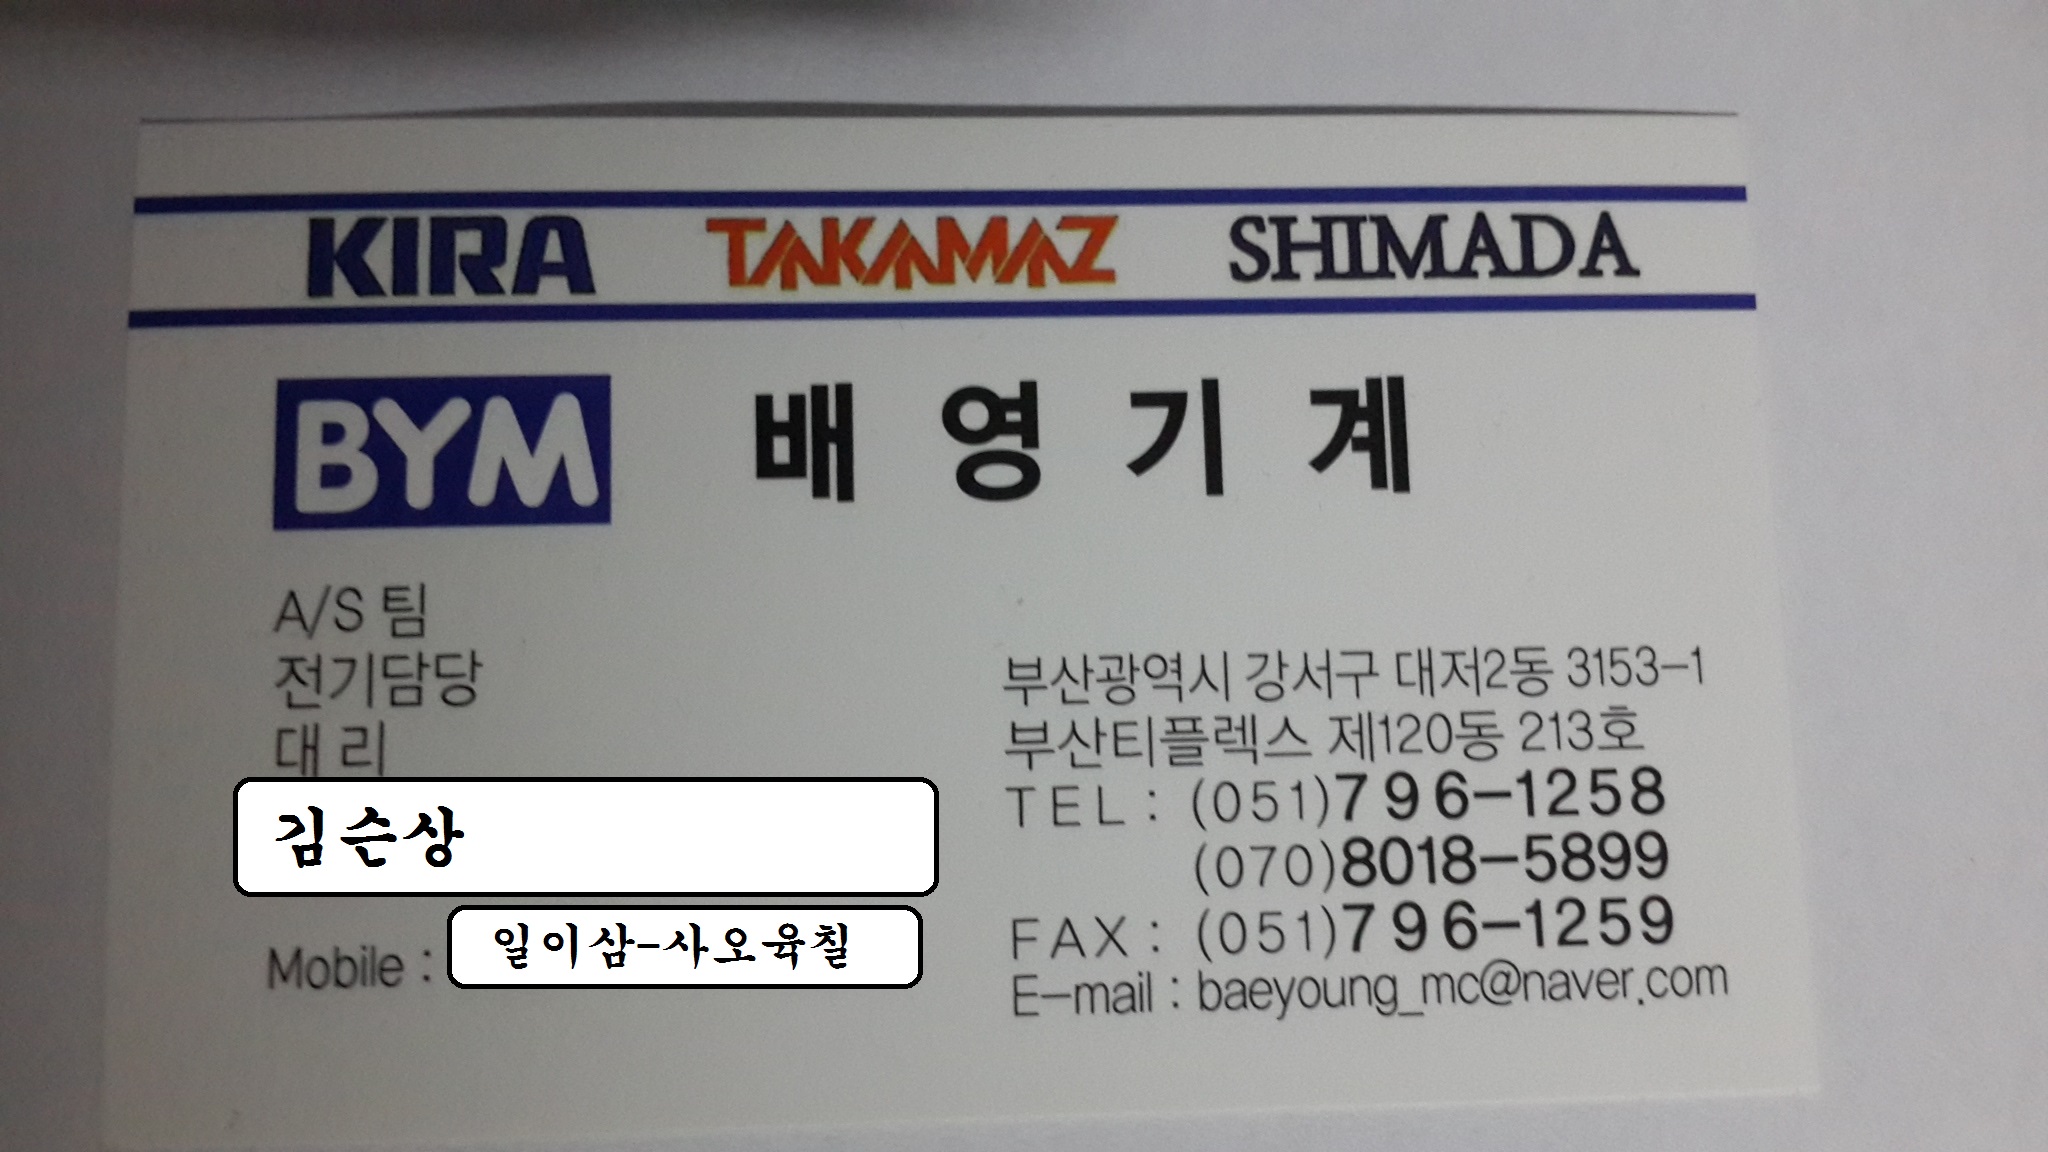 KIRA TAKAMAZ SHIMADA
BYM 배영기계
A/S 팀
전기담당
대 리
김슨상
Mobile : 일이삼-사오육칠
부산광역시 강서구 대저2동 3153-1
부산티플렉스 제120동 213호
TEL : (051)796-1258
(070)8018-5899
FAX : (051)796-1259
E-mail : baeyoung_mc@naver.com